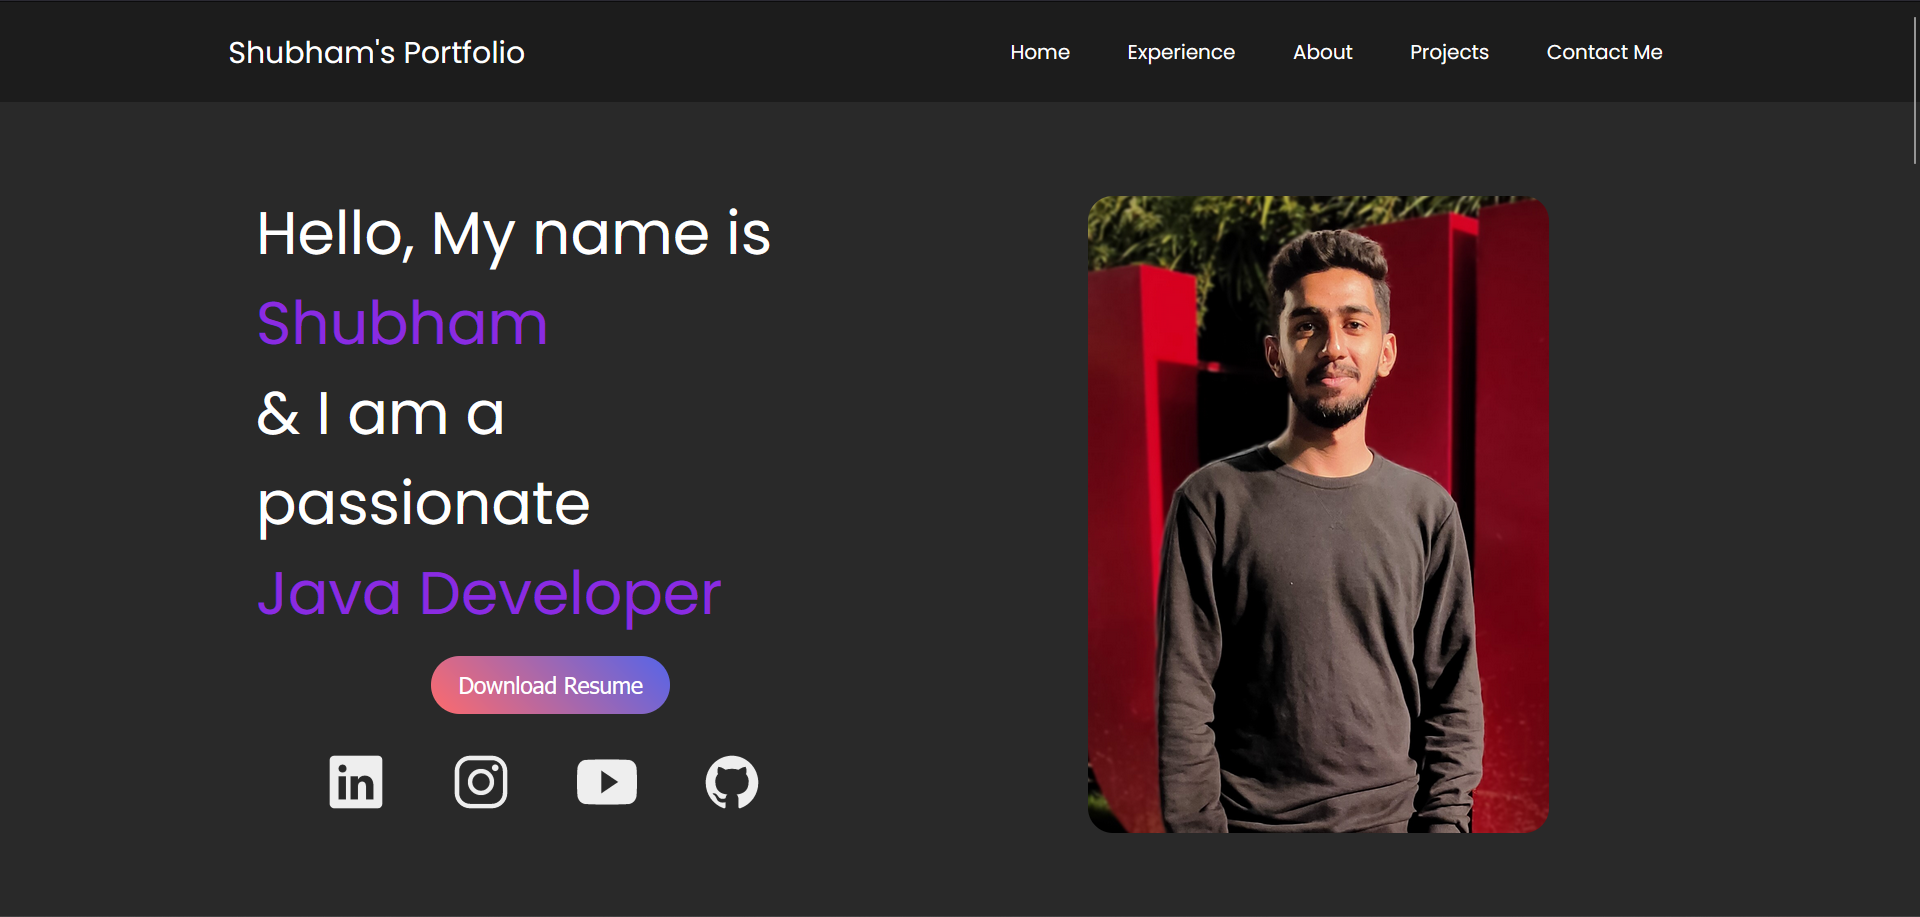 Shubham's Portfolio
Home Experience About Projects Contact Me
Hello, My name is
Shubham
& I am a
passionate
Java Developer
Download Resume
in